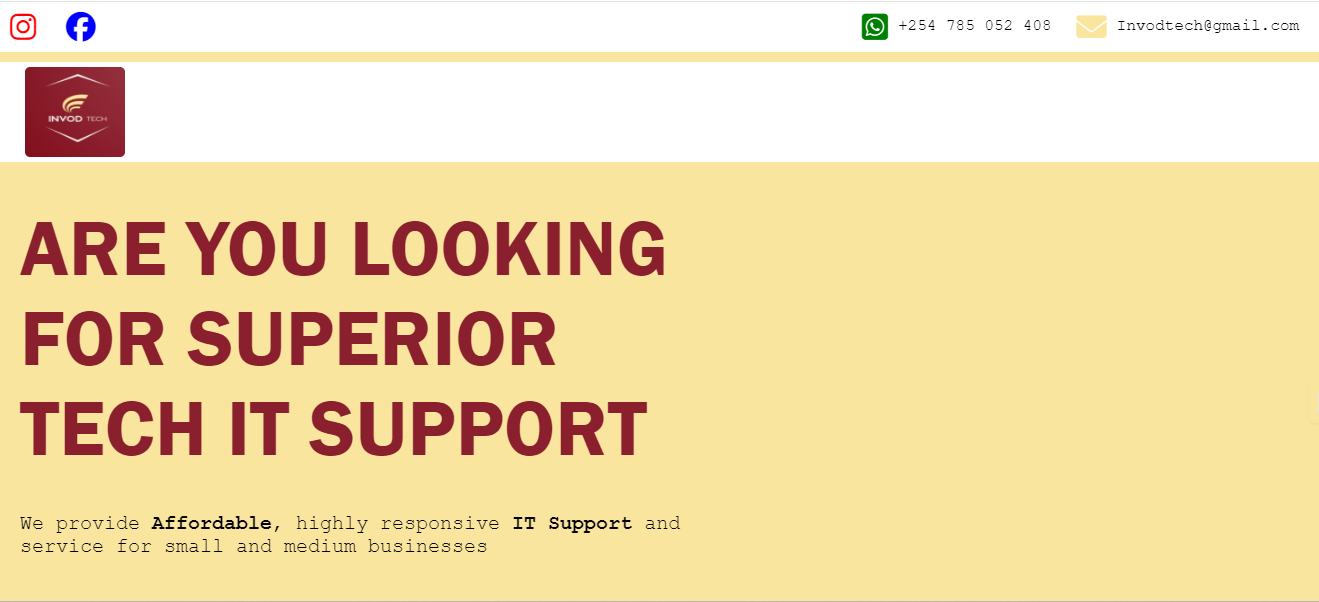 +254 785 052 408 Invodtech@gmail.com
INVOD TECH
ARE YOU LOOKING
FOR SUPERIOR
TECH IT SUPPORT
We provide Affordable, highly responsive IT Support and
service for small and medium businesses